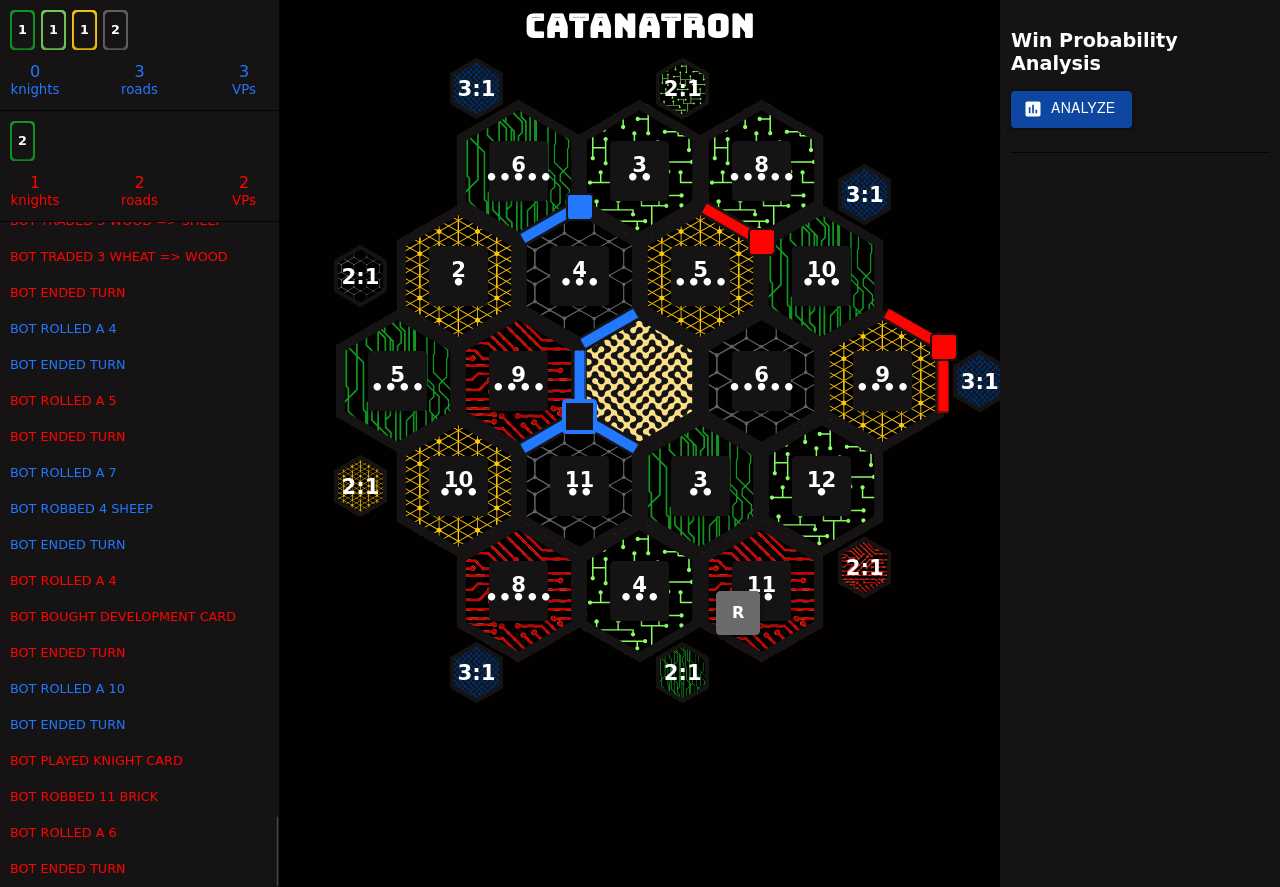 1 1 1 2
0 3 3
knights roads VPs
2
1 2 2
knights roads VPs
BOT TRADED 3 WOOD => SHEEP
BOT TRADED 3 WHEAT => WOOD
BOT ENDED TURN
BOT ROLLED A 4
BOT ENDED TURN
BOT ROLLED A 5
BOT ENDED TURN
BOT ROLLED A 7
BOT ROBBED 4 SHEEP
BOT ENDED TURN
BOT ROLLED A 4
BOT BOUGHT DEVELOPMENT CARD
BOT ENDED TURN
BOT ROLLED A 10
BOT ENDED TURN
BOT PLAYED KNIGHT CARD
BOT ROBBED 11 BRICK
BOT ROLLED A 6
BOT ENDED TURN
CATANATRON
3:1 2:1
6 3 8
3:1
2:1 2 4 5 10
5 9 6 9 3:1
2:1 10 11 3 12
2:1
8 4 11
R
3:1 2:1
Win Probability
Analysis
ANALYZE